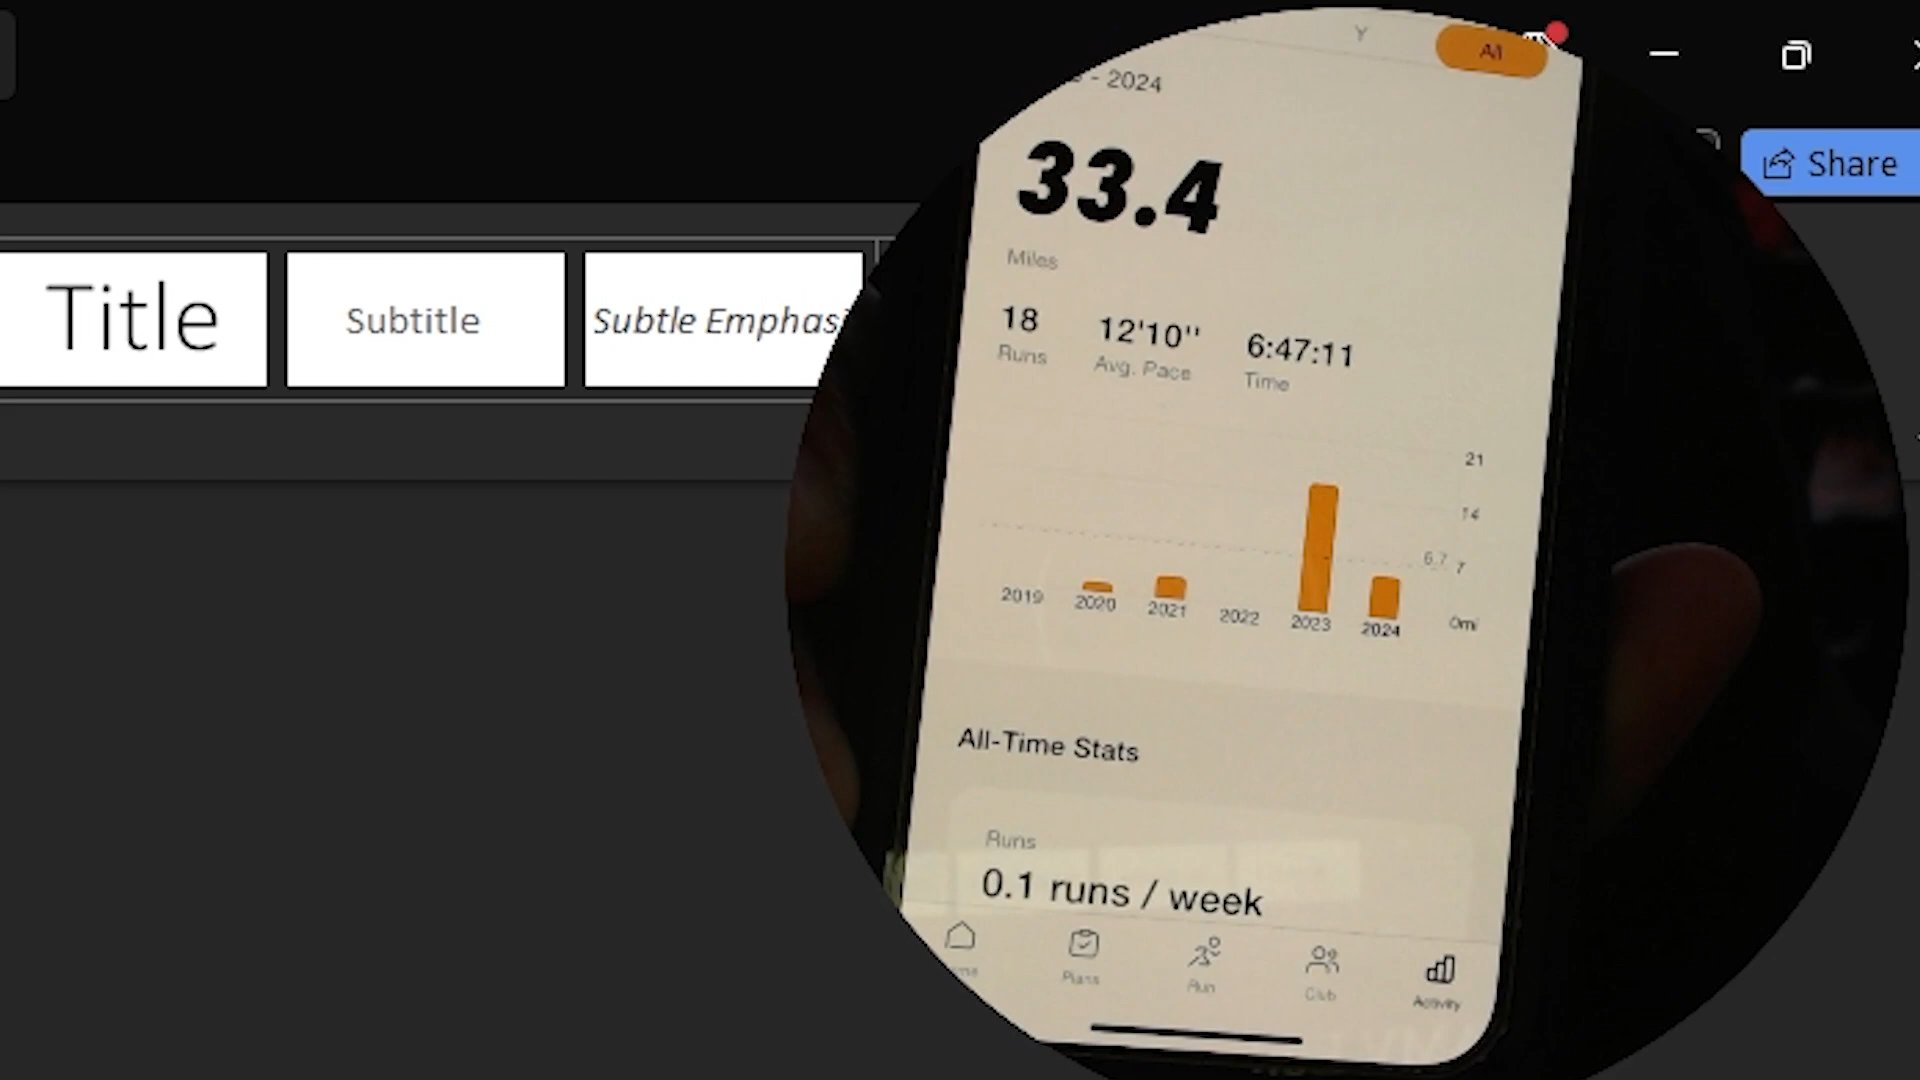 Share
Title
Subtitle
Subtle Emphasi
Y
All
- 2024
33.4
Miles
18
Runs
12'10''
Avg. Pace
6:47:11
Time
21
14
6.7
7
0mi
2019
2020
2021
2022
2023
2024
All-Time Stats
Runs
0.1 runs / week
Plans
Run
Club
Activity